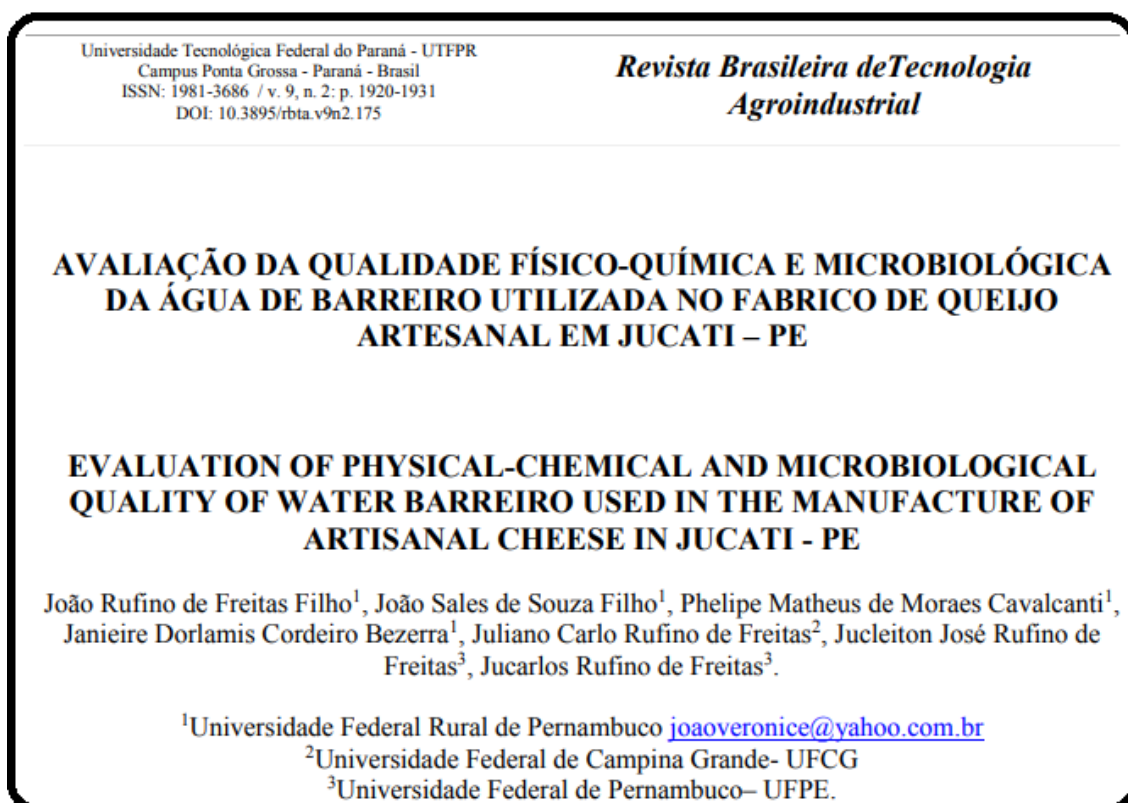 Universidade Tecnológica Federal do Paraná - UTFPR
Campus Ponta Grossa - Paraná - Brasil
ISSN: 1981-3686 / v. 9, n. 2: p. 1920-1931
DOI: 10.3895/rbta.v9n2.175
Revista Brasileira deTecnologia
Agroindustrial
AVALIAÇÃO DA QUALIDADE FÍSICO-QUÍMICA E MICROBIOLÓGICA
DA ÁGUA DE BARREIRO UTILIZADA NO FABRICO DE QUEIJO
ARTESANAL EM JUCATI – PE
EVALUATION OF PHYSICAL-CHEMICAL AND MICROBIOLOGICAL
QUALITY OF WATER BARREIRO USED IN THE MANUFACTURE OF
ARTISANAL CHEESE IN JUCATI - PE
João Rufino de Freitas Filho¹, João Sales de Souza Filho¹, Phelipe Matheus de Moraes Cavalcanti¹,
Janieire Dorlamis Cordeiro Bezerra¹, Juliano Carlo Rufino de Freitas², Jucleiton José Rufino de
Freitas³, Jucarlos Rufino de Freitas³.
¹Universidade Federal Rural de Pernambuco joaoveronice@yahoo.com.br
²Universidade Federal de Campina Grande- UFCG
³Universidade Federal de Pernambuco– UFPE.